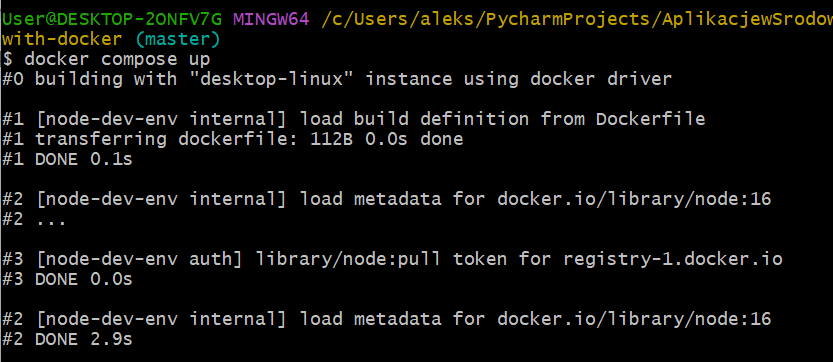 User@DESKTOP-2ONFV7G MINGW64 /c/Users/aleks/PycharmProjects/AplikacjewSrodow
with-docker (master)
$ docker compose up
#0 building with "desktop-linux" instance using docker driver
#1 [node-dev-env internal] load build definition from Dockerfile
#1 transferring dockerfile: 112B 0.0s done
#1 DONE 0.1s
#2 [node-dev-env internal] load metadata for docker.io/library/node:16
#2 ...
#3 [node-dev-env auth] library/node:pull token for registry-1.docker.io
#3 DONE 0.0s
#2 [node-dev-env internal] load metadata for docker.io/library/node:16
#2 DONE 2.9s